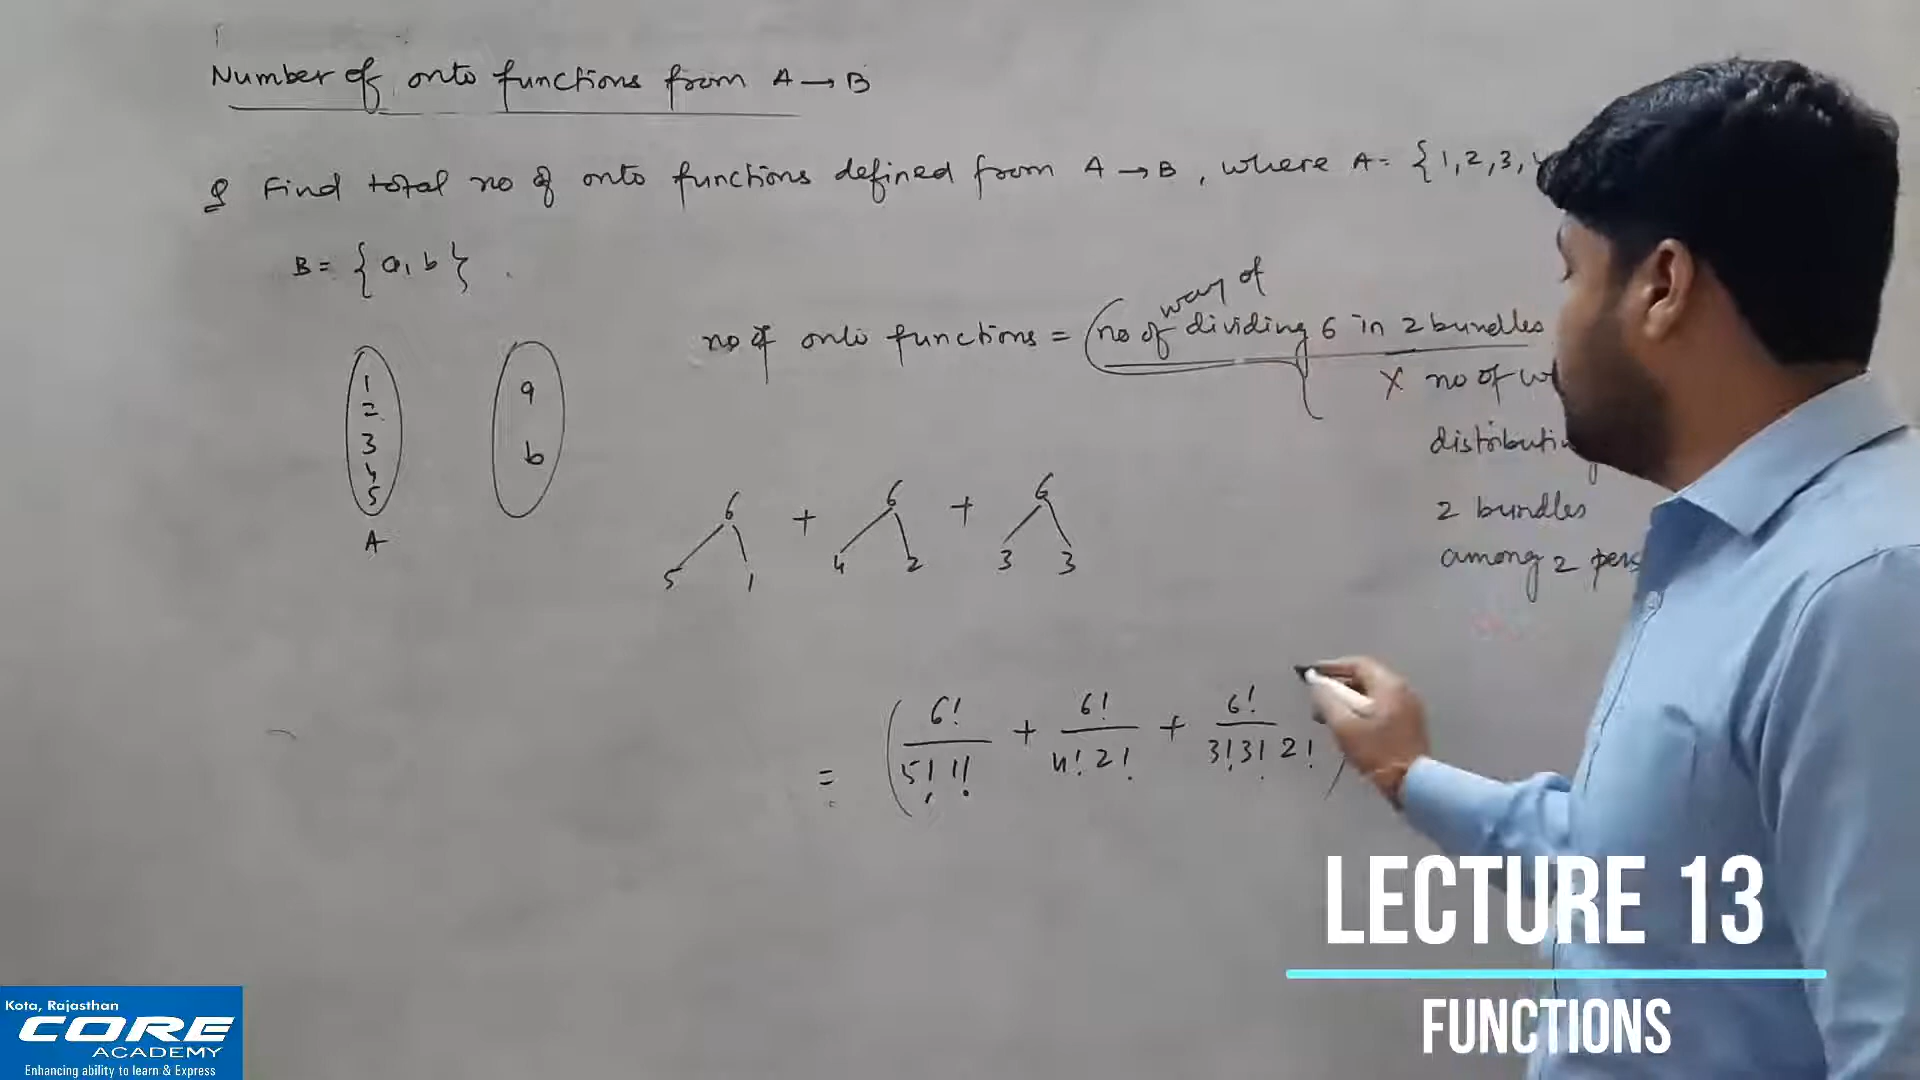 Number of onto functions from A → B
Q Find total no of onto functions defined from A → B, where A = {1,2,3,
B = {a, b}
way of
no of onto functions = (no of dividing 6 in 2 bundles
X no of
1
2
3
4
5
A
a
b
distributin
2 bundles
among 2 pers
6 + 6 + 6
5 1 4 2 3 3
= ( 6!/5!1! + 6!/4!2! + 6!/3!3!2! )
LECTURE 13
FUNCTIONS
Kota, Rajasthan
CORE
ACADEMY
Enhancing ability to learn & Express